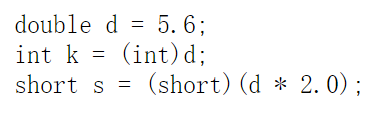 double d = 5.6;
int k = (int)d;
short s = (short)(d * 2.0);